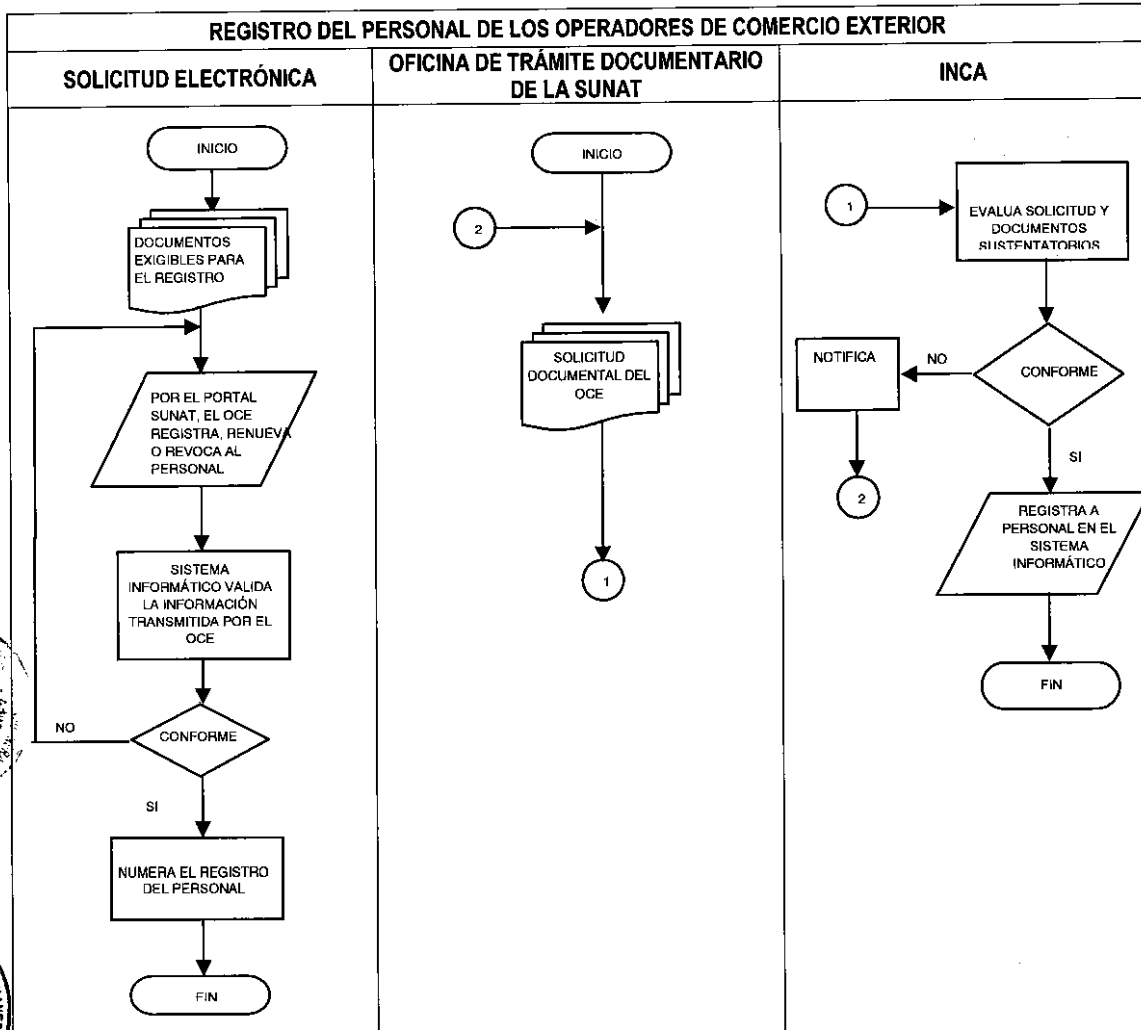 REGISTRO DEL PERSONAL DE LOS OPERADORES DE COMERCIO EXTERIOR
SOLICITUD ELECTRÓNICA
OFICINA DE TRÁMITE DOCUMENTARIO
DE LA SUNAT
INCA
INICIO
DOCUMENTOS
EXIGIBLES PARA
EL REGISTRO
POR EL PORTAL
SUNAT, EL OCE
REGISTRA, RENUEVA
O REVOCA AL
PERSONAL
SISTEMA
INFORMÁTICO VALIDA
LA INFORMACIÓN
TRANSMITIDA POR EL
OCE
CONFORME
NO
SI
NUMERA EL REGISTRO
DEL PERSONAL
FIN
INICIO
2
SOLICITUD
DOCUMENTAL DEL
OCE
1
1
EVALUA SOLICITUD Y
DOCUMENTOS
SUSTENTATORIOS
CONFORME
NO
NOTIFICA
2
SI
REGISTRA A
PERSONAL EN EL
SISTEMA
INFORMÁTICO
FIN